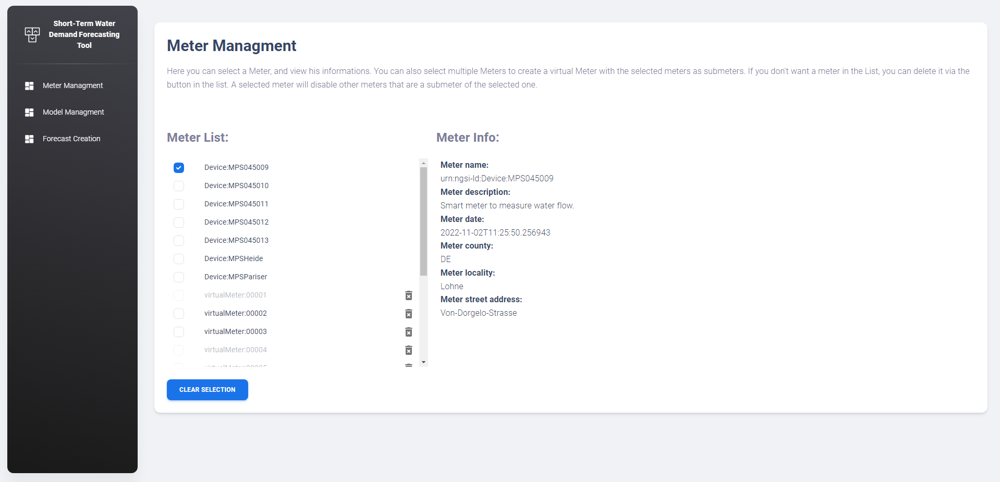 Short-Term Water
Demand Forecasting
Tool
Meter Managment
Model Managment
Forecast Creation
Meter Managment
Here you can select a Meter, and view his informations. You can also select multiple Meters to create a virtual Meter with the selected meters as submeters. If you don't want a meter in the List, you can delete it via the
button in the list. A selected meter will disable other meters that are a submeter of the selected one.
Meter List:
Device:MPS045009
Device:MPS045010
Device:MPS045011
Device:MPS045012
Device:MPS045013
Device:MPSHeide
Device:MPSPariser
virtualMeter:00001
virtualMeter:00002
virtualMeter:00003
virtualMeter:00004
CLEAR SELECTION
Meter Info:
Meter name:
urn:ngsi-ld:Device:MPS045009
Meter description:
Smart meter to measure water flow.
Meter date:
2022-11-02T11:25:50.256943
Meter county:
DE
Meter locality:
Lohne
Meter street address:
Von-Dorgelo-Strasse